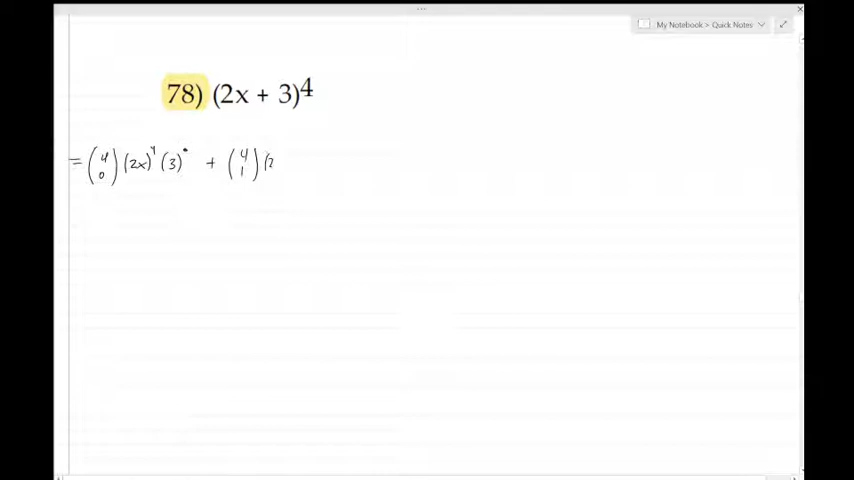 My Notebook > Quick Notes
78) (2x + 3)4
= (4 0) (2x)^4 (3)^0 + (4 1) (2